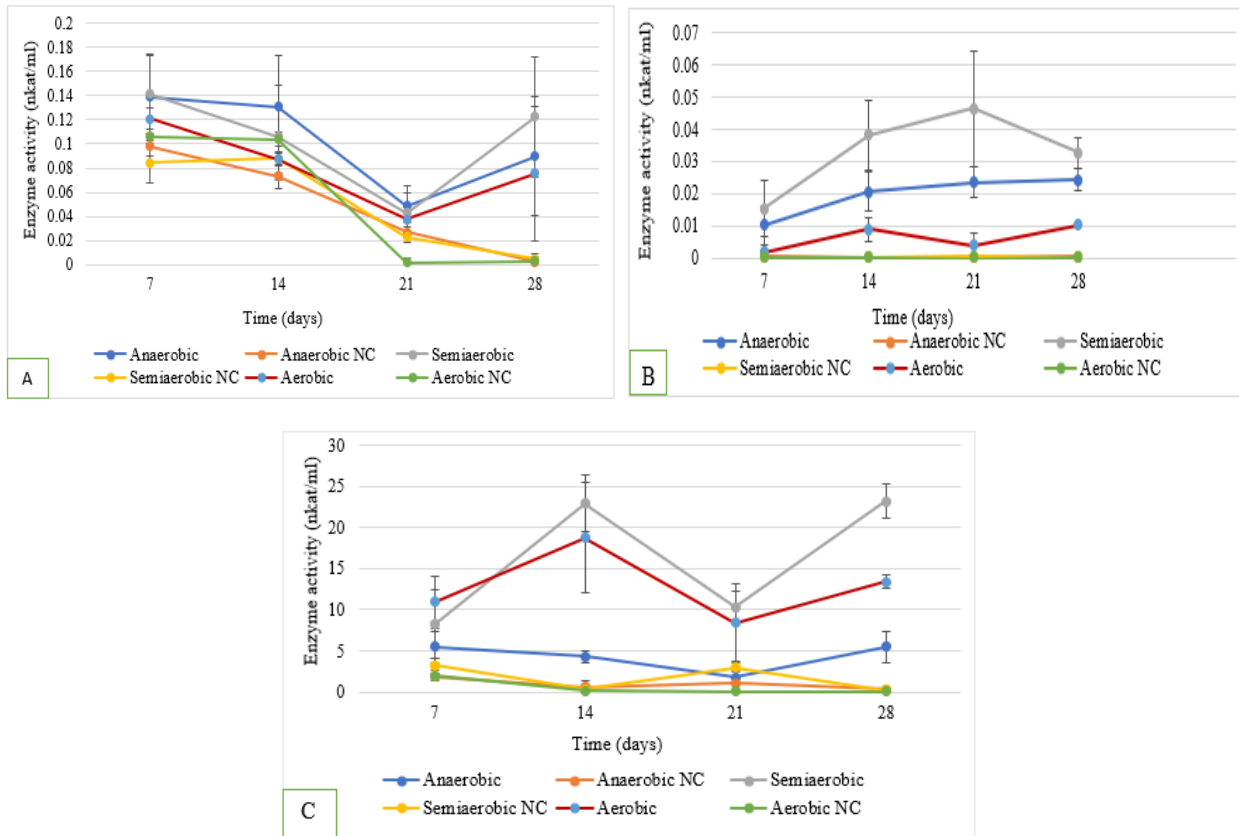 Enzyme activity (nkat/ml)
0.2
0.18
0.16
0.14
0.12
0.1
0.08
0.06
0.04
0.02
0
7 14 21 28
Time (days)
Anaerobic Anaerobic NC Semiaerobic
Semiaerobic NC Aerobic Aerobic NC
A
Enzyme activity (nkat/ml)
0.07
0.06
0.05
0.04
0.03
0.02
0.01
0
7 14 21 28
Time (days)
Anaerobic Anaerobic NC Semiaerobic
Semiaerobic NC Aerobic Aerobic NC
B
Enzyme activity (nkat/ml)
30
25
20
15
10
5
0
7 14 21 28
Time (days)
Anaerobic Anaerobic NC Semiaerobic
Semiaerobic NC Aerobic Aerobic NC
C